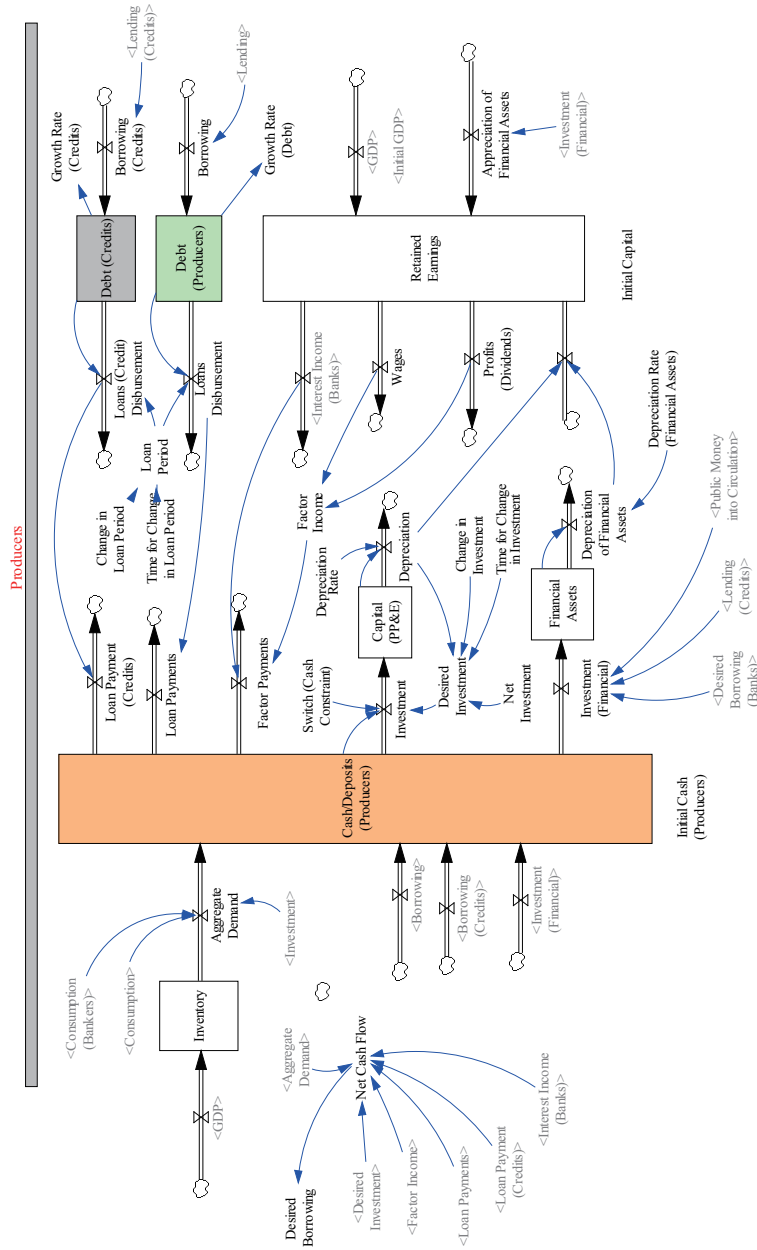 Producers
<GDP>
Inventory
<Consumption
(Bankers)>
<Consumption>
Aggregate
Demand
<Investment>
<Aggregate
Demand>
Net Cash Flow
Desired
Borrowing
<Desired
Investment>
<Factor Income>
<Loan Payments>
<Loan Payment
(Credits)>
<Interest Income
(Banks)>
<Borrowing>
<Borrowing
(Credits)>
<Investment
(Financial)>
Cash/Deposits
(Producers)
Initial Cash
(Producers)
Loan Payment
(Credits)
Loan Payments
Factor Payments
Switch (Cash
Constraint)
Investment
Desired
Investment
Net
Investment
Investment
(Financial)
<Desired
Borrowing
(Banks)>
<Lending
(Credits)>
<Public Money
into Circulation>
Change in
Loan Period
Time for Change
in Loan Period
Loan
Period
Factor
Income
Depreciation
Rate
Capital
(PP&E)
Depreciation
Change in
Investment
Time for Change
in Investment
Financial
Assets
Depreciation
of Financial
Assets
Depreciation Rate
(Financial Assets)
Loans (Credit)
Disbursement
Loans
Disbursement
<Interest Income
(Banks)>
Wages
Profits
(Dividends)
Debt (Credits)
Debt
(Producers)
Retained
Earnings
Initial Capital
Growth Rate
(Credits)
Borrowing
(Credits)
<Lending
(Credits)>
Borrowing
<Lending>
Growth Rate
(Debt)
<GDP>
<Initial GDP>
Appreciation of
Financial Assets
<Investment
(Financial)>